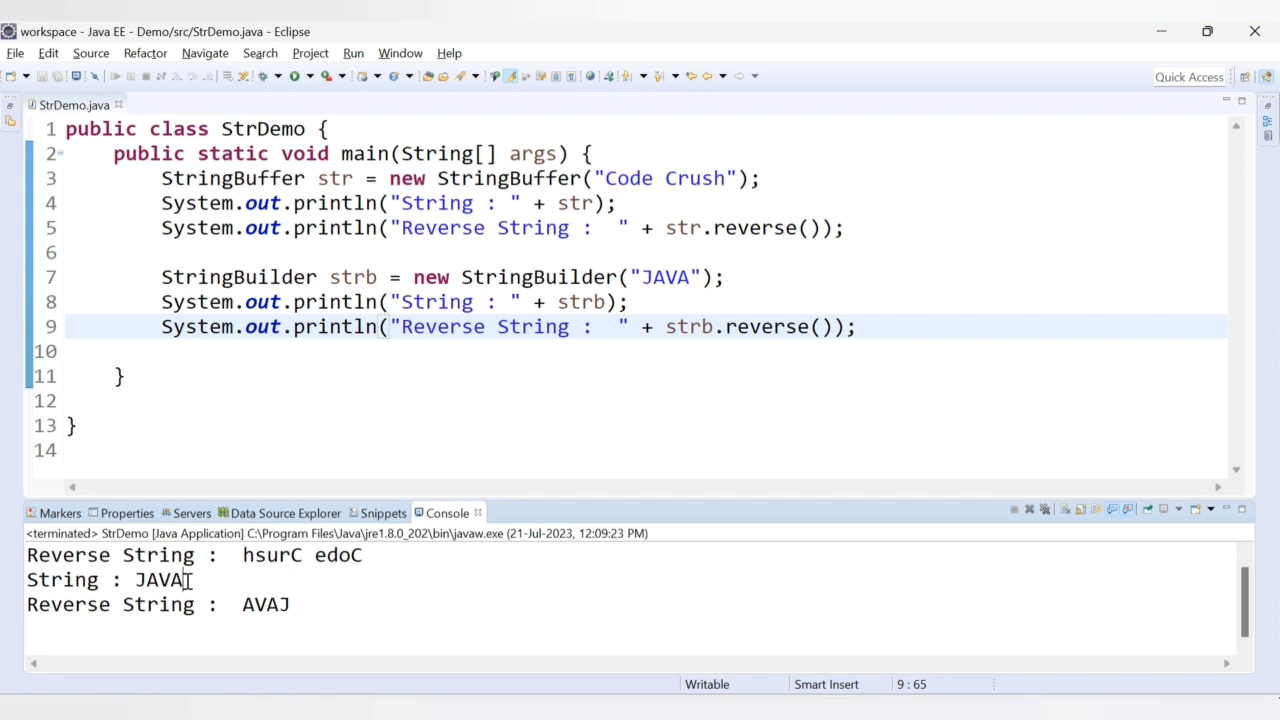 workspace - Java EE - Demo/src/StrDemo.java - Eclipse
File Edit Source Refactor Navigate Search Project Run Window Help
Quick Access
StrDemo.java
1 public class StrDemo {
2 public static void main(String[] args) {
3 StringBuffer str = new StringBuffer("Code Crush");
4 System.out.println("String : " + str);
5 System.out.println("Reverse String :  " + str.reverse());
6
7 StringBuilder strb = new StringBuilder("JAVA");
8 System.out.println("String : " + strb);
9 System.out.println("Reverse String :  " + strb.reverse());
10
11 }
12
13 }
14
Markers Properties Servers Data Source Explorer Snippets Console
<terminated> StrDemo [Java Application] C:\Program Files\Java\jre1.8.0_202\bin\javaw.exe (21-Jul-2023, 12:09:23 PM)
Reverse String :  hsurC edoC
String : JAVA
Reverse String :  AVAJ
Writable Smart Insert 9 : 65